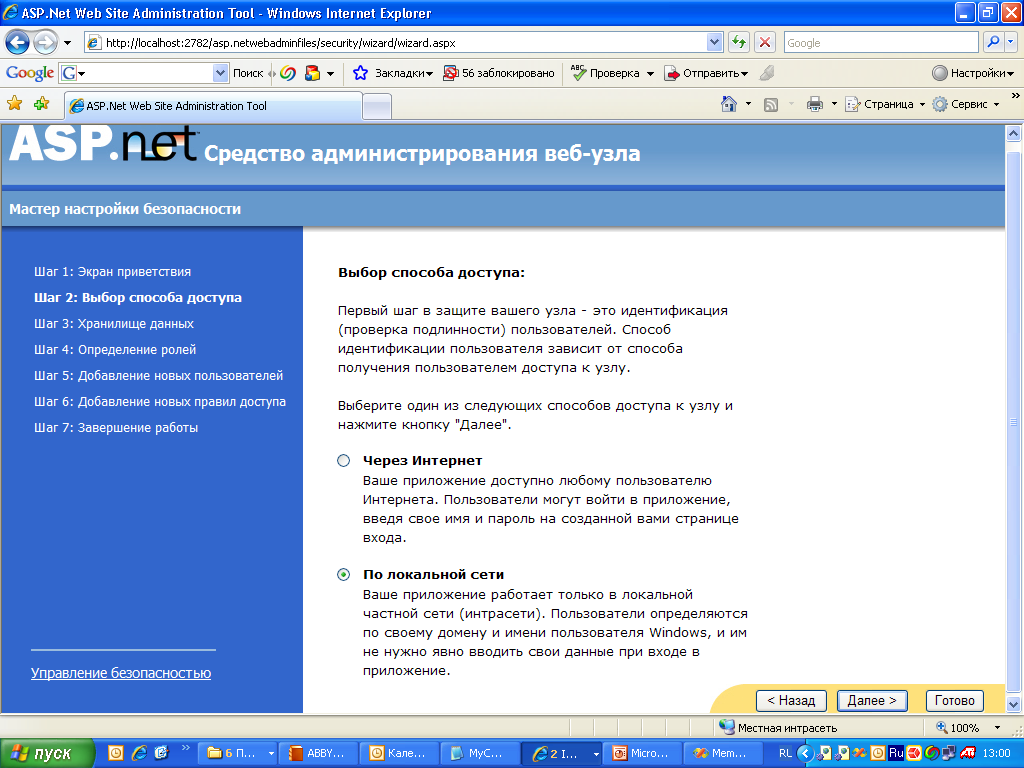 ASP.Net Web Site Administration Tool - Windows Internet Explorer
http://localhost:2782/asp.netwebadminfiles/security/wizard/wizard.aspx
Google
Google G Поиск Закладки 56 заблокировано ABC Проверка Отправить Настройки
ASP.Net Web Site Administration Tool
Страница Сервис
ASP.net Средство администрирования веб-узла
Мастер настройки безопасности
Шаг 1: Экран приветствия
Шаг 2: Выбор способа доступа
Шаг 3: Хранилище данных
Шаг 4: Определение ролей
Шаг 5: Добавление новых пользователей
Шаг 6: Добавление новых правил доступа
Шаг 7: Завершение работы
Управление безопасностью
Выбор способа доступа:
Первый шаг в защите вашего узла - это идентификация
(проверка подлинности) пользователей. Способ
идентификации пользователя зависит от способа
получения пользователем доступа к узлу.
Выберите один из следующих способов доступа к узлу и
нажмите кнопку "Далее".
Через Интернет
Ваше приложение доступно любому пользователю
Интернета. Пользователи могут войти в приложение,
введя свое имя и пароль на созданной вами странице
входа.
По локальной сети
Ваше приложение работает только в локальной
частной сети (интрасети). Пользователи определяются
по своему домену и имени пользователя Windows, и им
не нужно явно вводить свои данные при входе в
приложение.
< Назад Далее > Готово
Местная интрасеть 100%
пуск 6 П... ABBY... Кале... MyC... 2 I... Micro... Mem... RL Ru 13:00